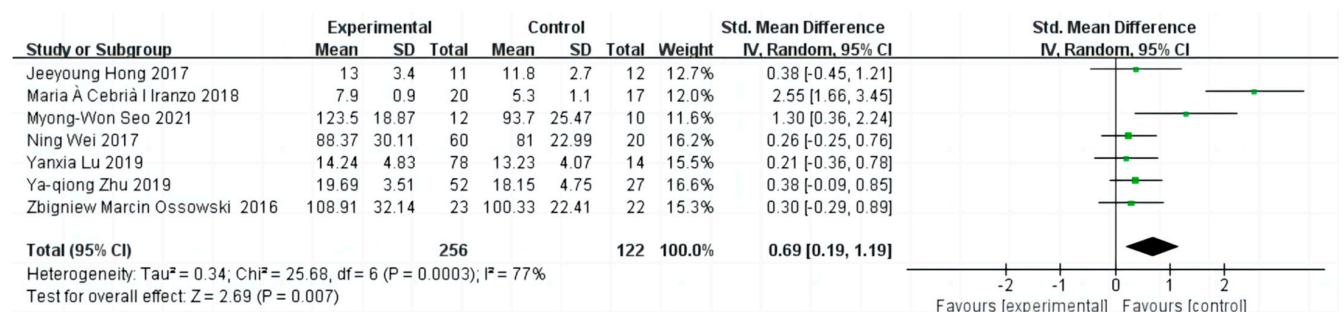 Experimental Control Std. Mean Difference Std. Mean Difference
Study or Subgroup Mean SD Total Mean SD Total Weight IV, Random, 95% CI IV, Random, 95% CI
Jeeyoung Hong 2017 13 3.4 11 11.8 2.7 12 12.7% 0.38 [-0.45, 1.21]
Maria À Cebrià I Iranzo 2018 7.9 0.9 20 5.3 1.1 17 12.0% 2.55 [1.66, 3.45]
Myong-Won Seo 2021 123.5 18.87 12 93.7 25.47 10 11.6% 1.30 [0.36, 2.24]
Ning Wei 2017 88.37 30.11 60 81 22.99 20 16.2% 0.26 [-0.25, 0.76]
Yanxia Lu 2019 14.24 4.83 78 13.23 4.07 14 15.5% 0.21 [-0.36, 0.78]
Ya-qiong Zhu 2019 19.69 3.51 52 18.15 4.75 27 16.6% 0.38 [-0.09, 0.85]
Zbigniew Marcin Ossowski 2016 108.91 32.14 23 100.33 22.41 22 15.3% 0.30 [-0.29, 0.89]
Total (95% CI) 256 122 100.0% 0.69 [0.19, 1.19]
Heterogeneity: Tau² = 0.34; Chi² = 25.68, df = 6 (P = 0.0003); I² = 77%
Test for overall effect: Z = 2.69 (P = 0.007)
-2 -1 0 1 2
Favours [experimental] Favours [control]